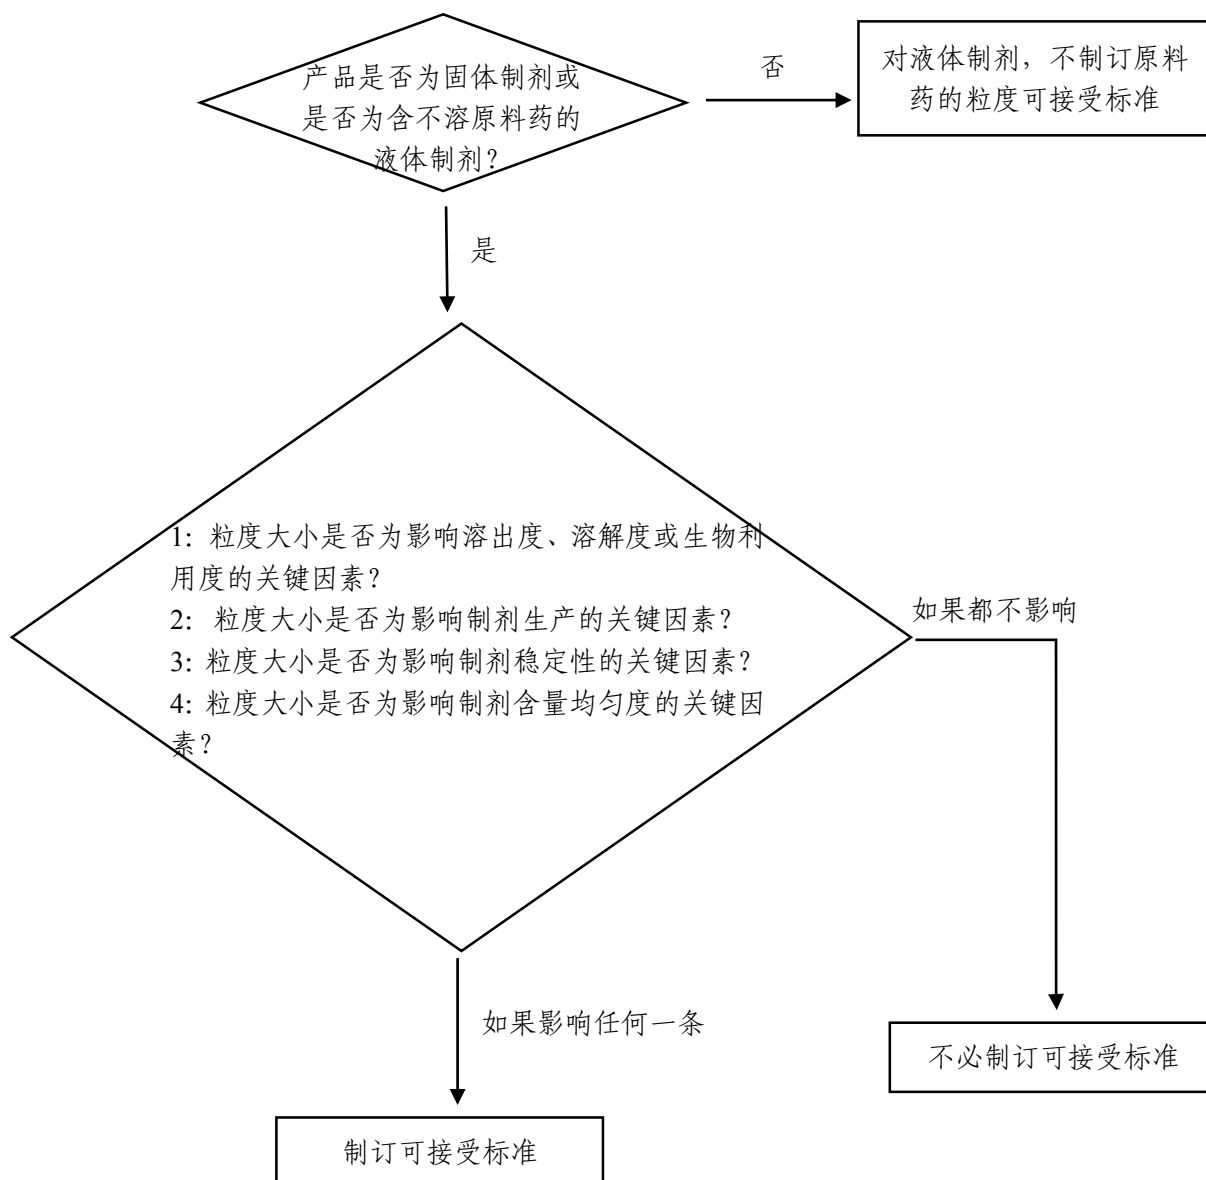 产品是否为固体制剂或
是否为含不溶原料药的
液体制剂？
否
对液体制剂，不制订原料
药的粒度可接受标准
是
1: 粒度大小是否为影响溶出度、溶解度或生物利
用度的关键因素？
2: 粒度大小是否为影响制剂生产的关键因素？
3: 粒度大小是否为影响制剂稳定性的关键因素？
4: 粒度大小是否为影响制剂含量均匀度的关键因
素？
如果都不影响
如果影响任何一条
不必制订可接受标准
制订可接受标准